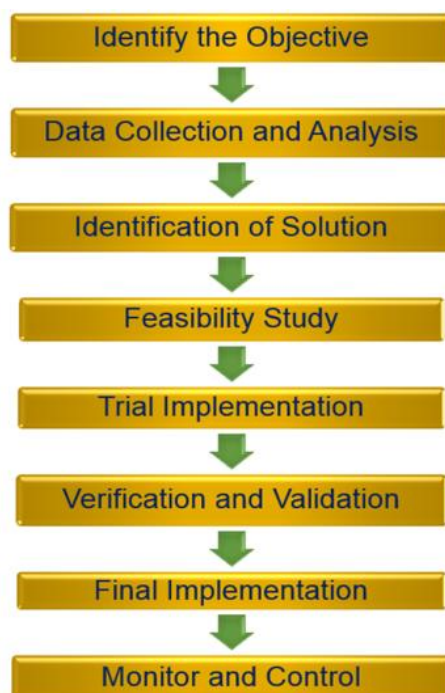 Identify the Objective
Data Collection and Analysis
Identification of Solution
Feasibility Study
Trial Implementation
Verification and Validation
Final Implementation
Monitor and Control